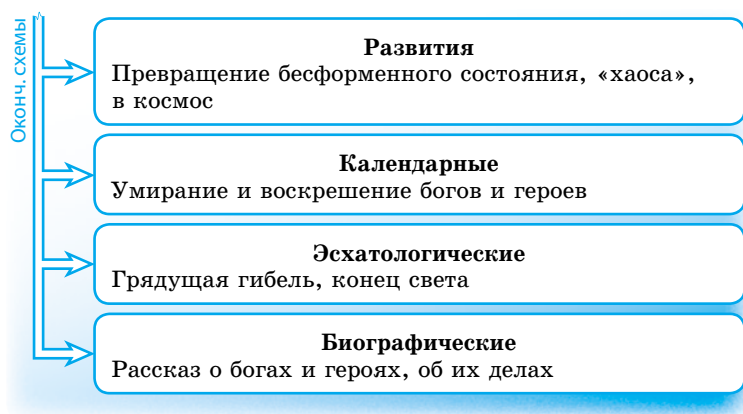 Оконч. схемы
Развития
Превращение бесформенного состояния, «хаоса»,
в космос
Календарные
Умирание и воскрешение богов и героев
Эсхатологические
Грядущая гибель, конец света
Биографические
Рассказ о богах и героях, об их делах